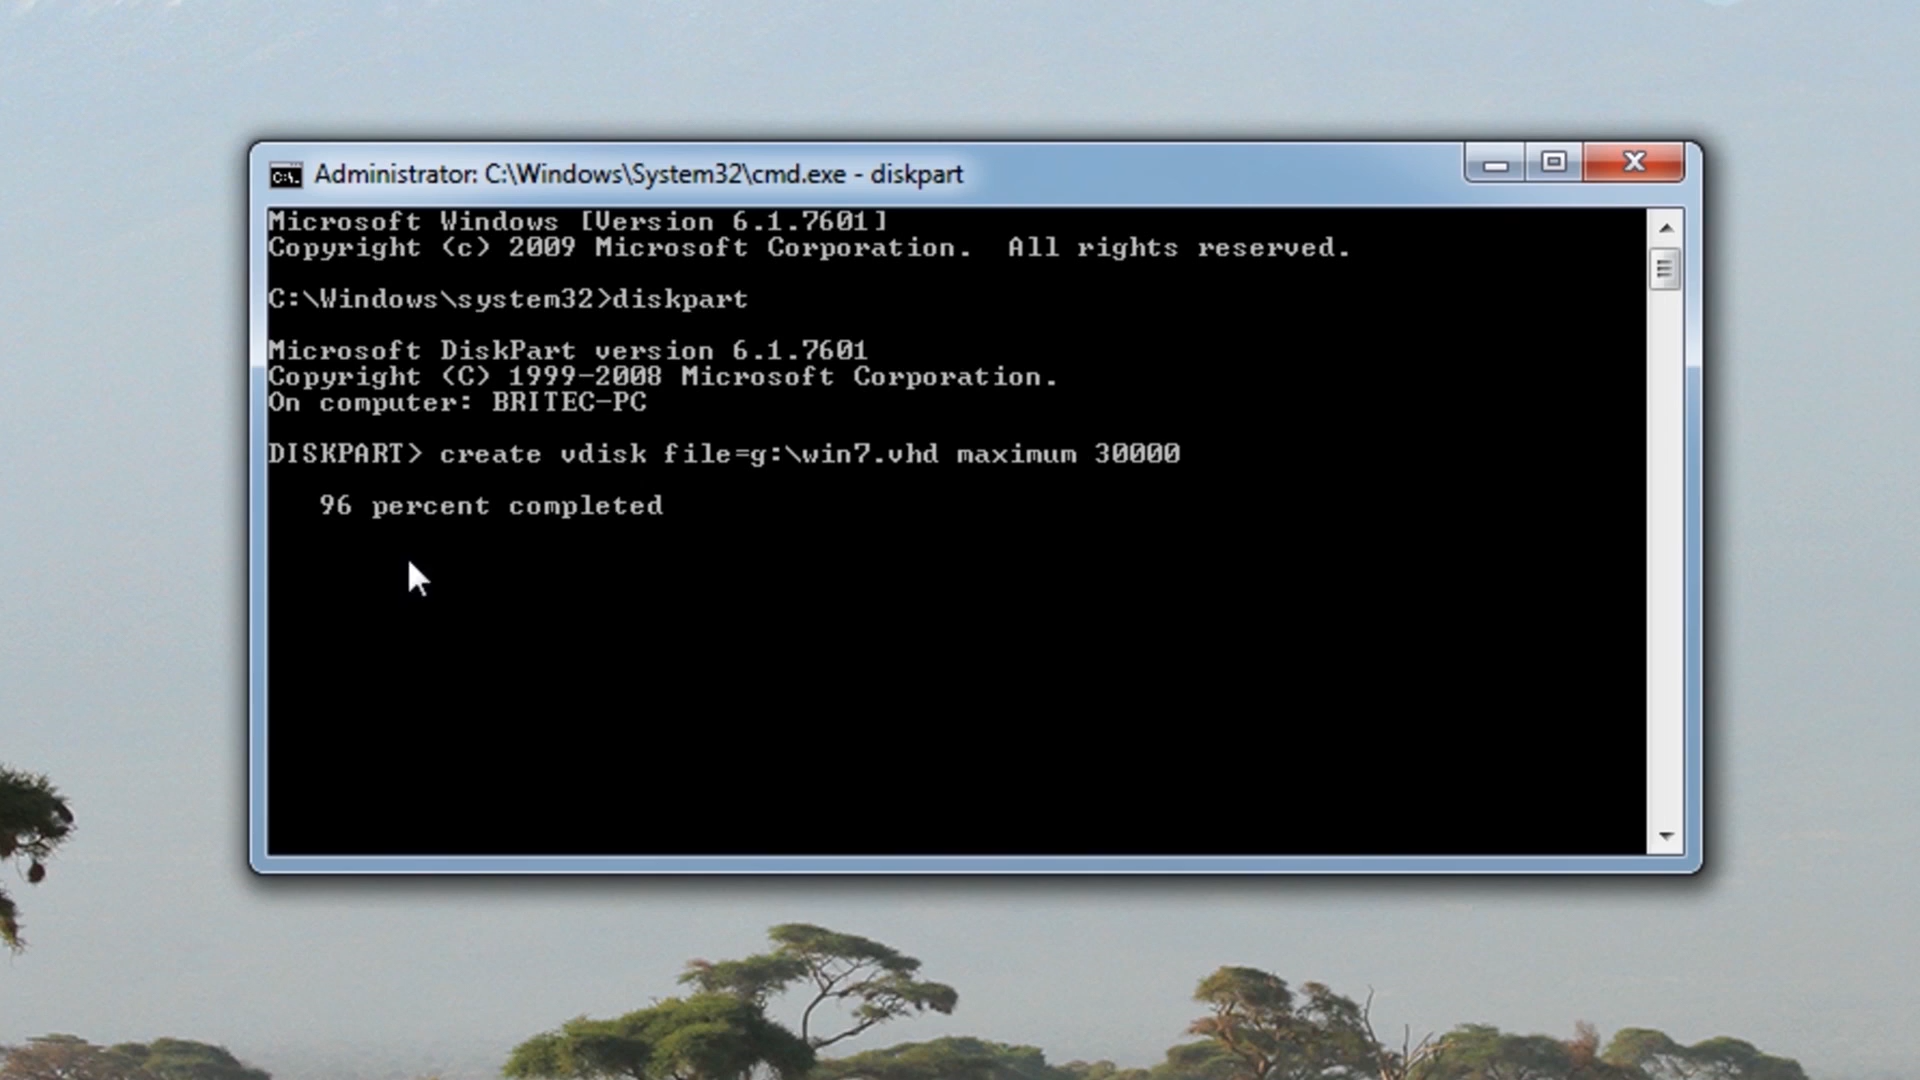 Administrator: C:\Windows\System32\cmd.exe - diskpart
Microsoft Windows [Version 6.1.7601]
Copyright (c) 2009 Microsoft Corporation.  All rights reserved.
C:\Windows\system32>diskpart
Microsoft DiskPart version 6.1.7601
Copyright (C) 1999-2008 Microsoft Corporation.
On computer: BRITEC-PC
DISKPART> create vdisk file=g:\win7.vhd maximum 30000
96 percent completed